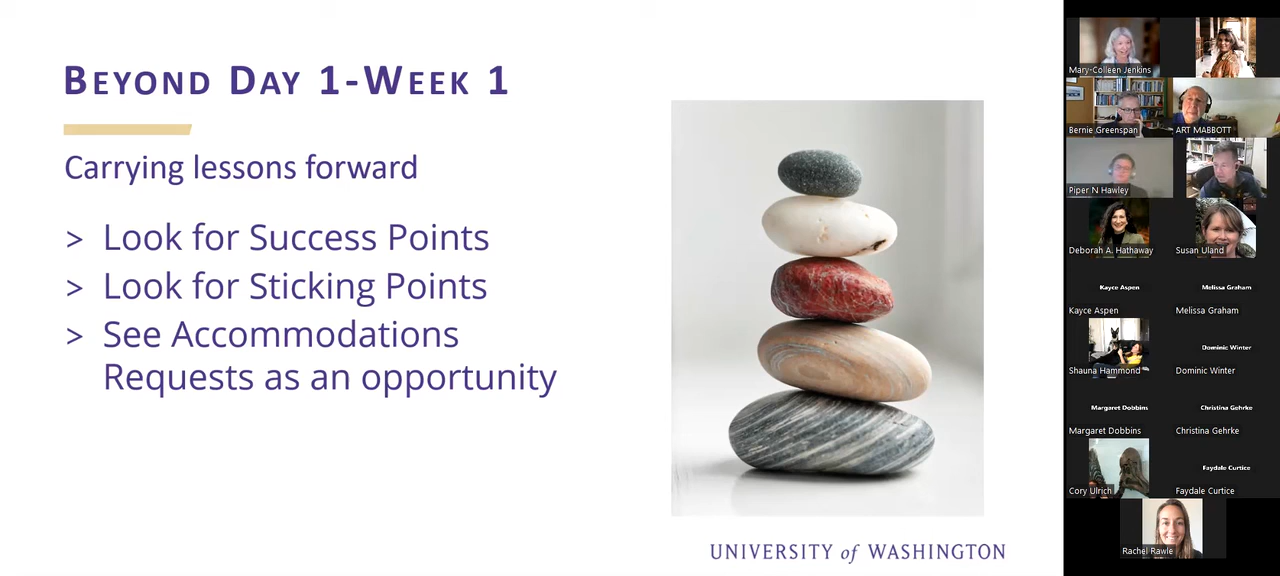 BEYOND DAY 1-WEEK 1
Carrying lessons forward
> Look for Success Points
> Look for Sticking Points
> See Accommodations
Requests as an opportunity
UNIVERSITY of WASHINGTON
Mary-Colleen Jenkins
Bernie Greenspan
ART MABBOTT
Piper N Hawley
Deborah A. Hathaway
Susan Uland
Kayce Aspen
Melissa Graham
Kayce Aspen
Melissa Graham
Dominic Winter
Shauna Hammond
Dominic Winter
Margaret Dobbins
Christina Gehrke
Margaret Dobbins
Christina Gehrke
Faydale Curtice
Cory Ulrich
Faydale Curtice
Rachel Rawle